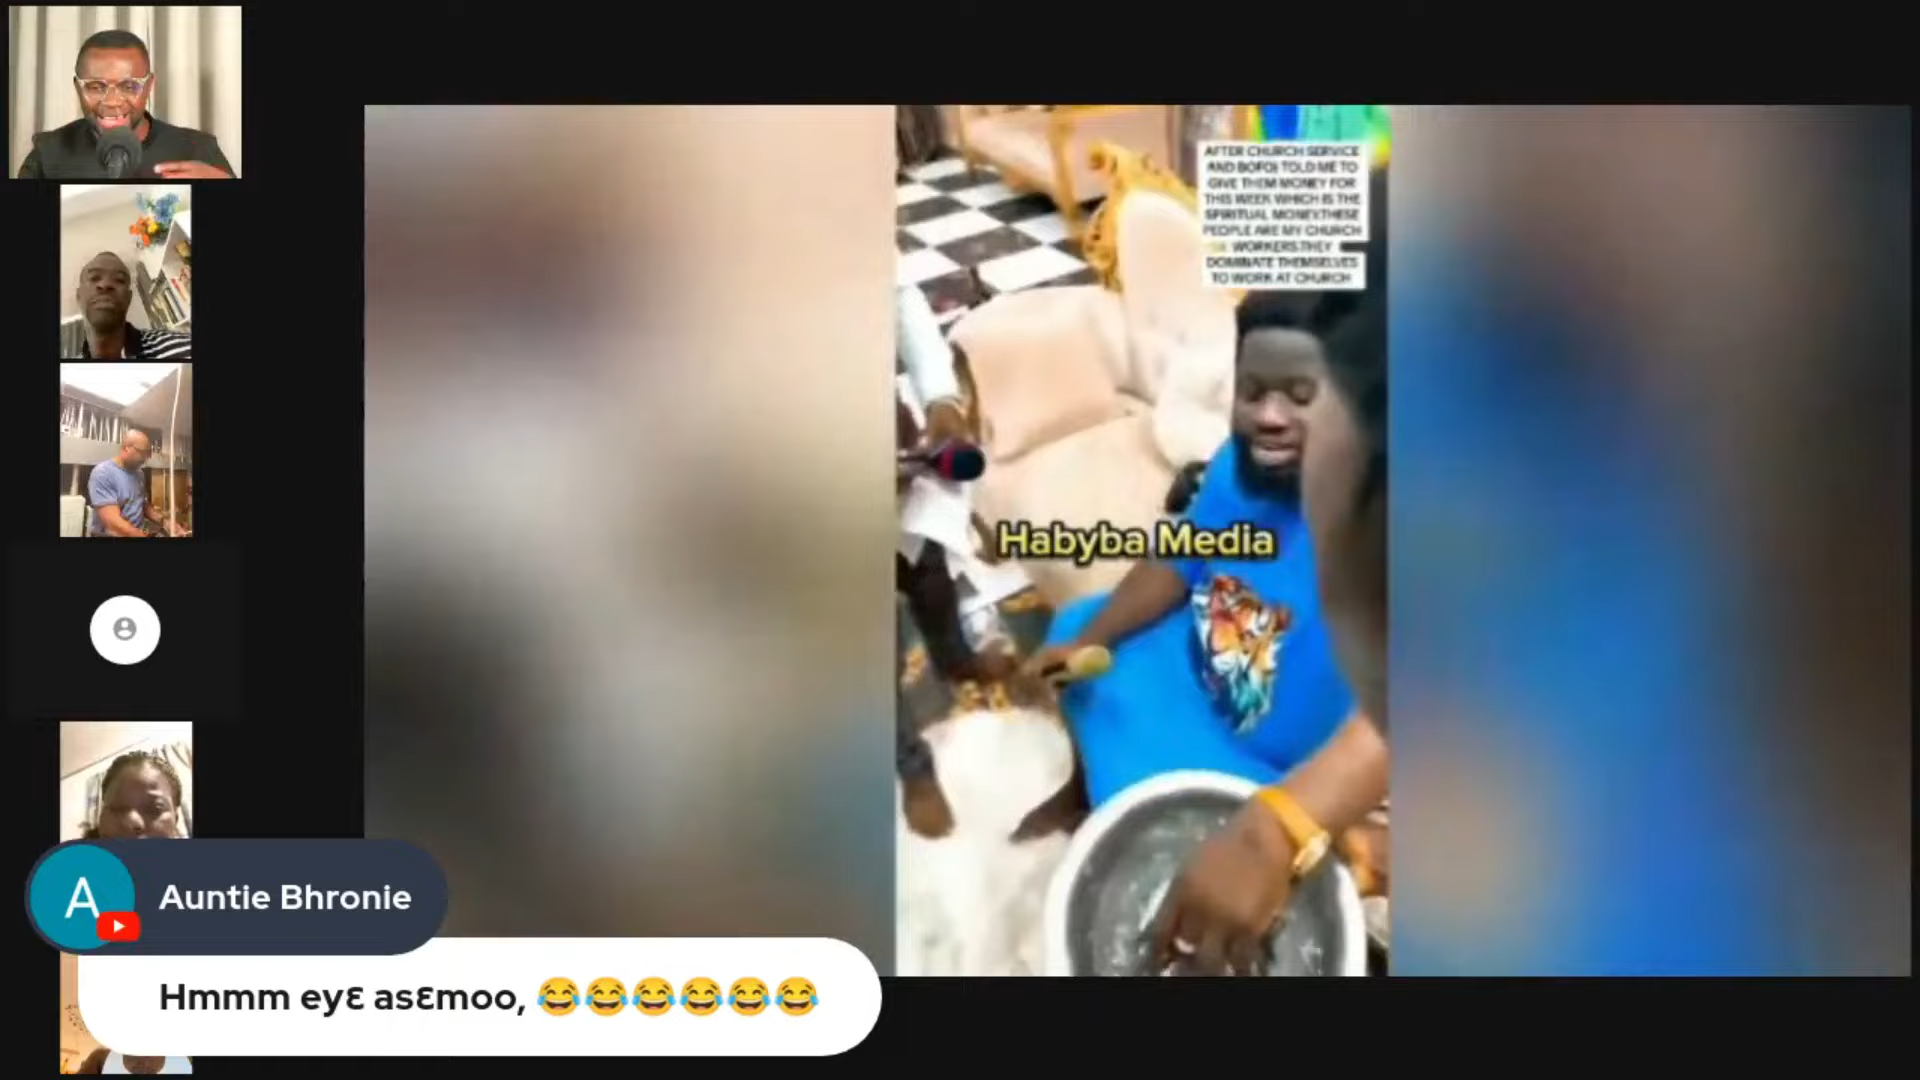 AFTER CHURCH SERVICE
AND BOFOJ TOLD ME TO
GIVE THEM MONEY FOR
THIS WEEK WHICH IS THE
SPIRITUAL MONEY.THESE
PEOPLE ARE MY CHURCH
WORKERS.THEY
DOMINATE THEMSELVES
TO WORK AT CHURCH
Habyba Media
A
Auntie Bhronie
Hmmm eyɛ asɛmoo, 😂😂😂😂😂😂